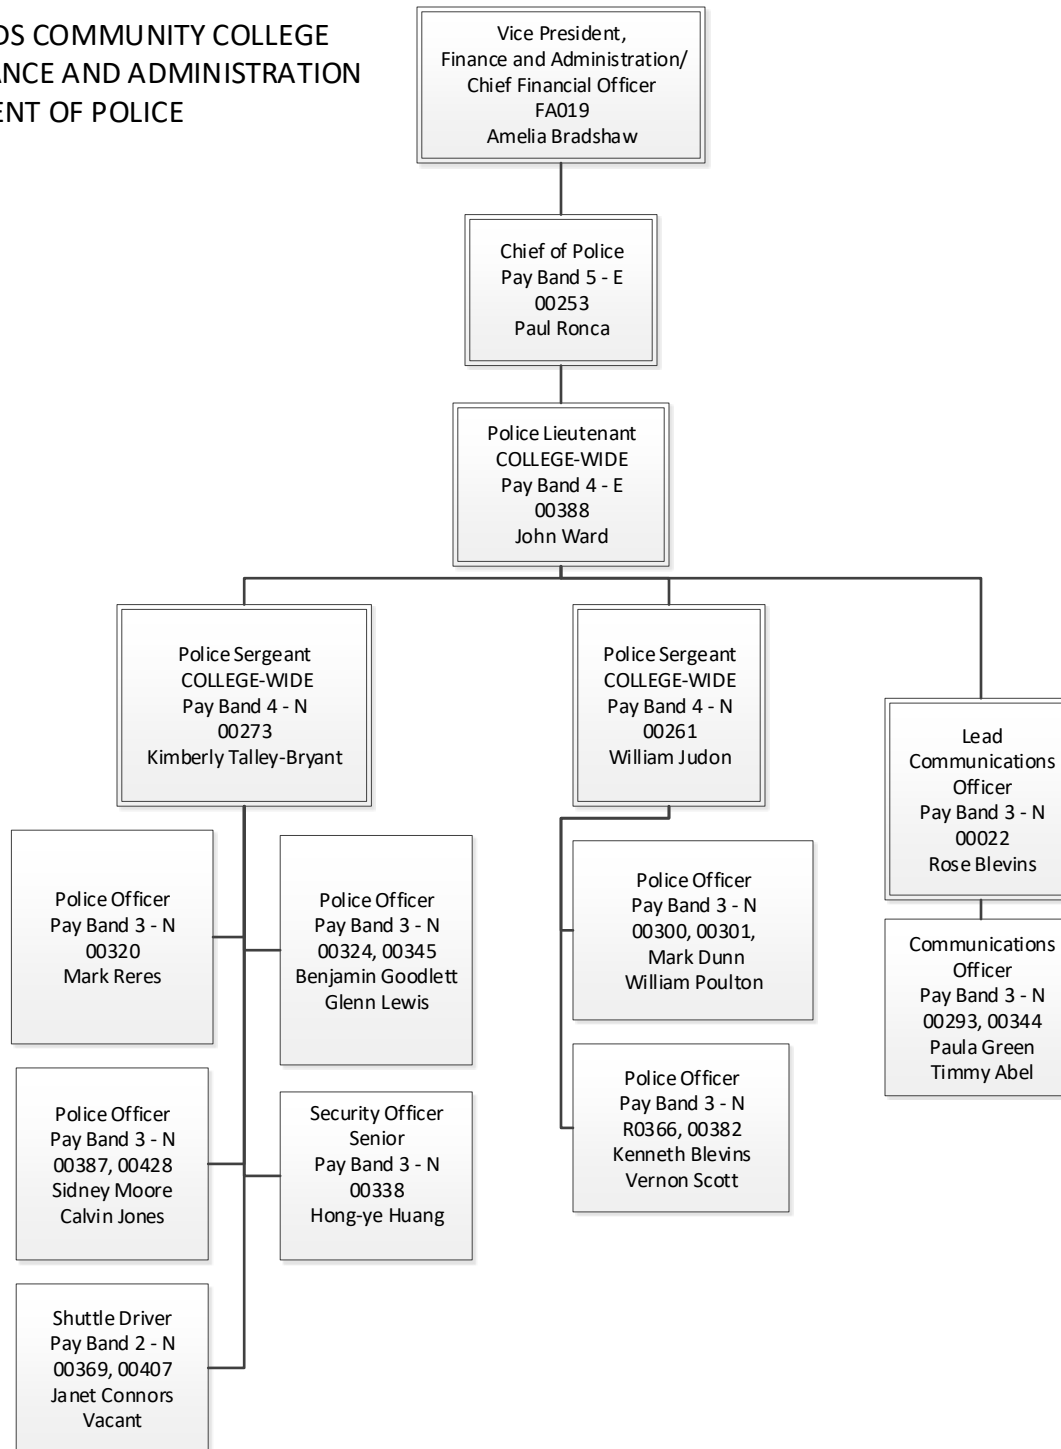 DS COMMUNITY COLLEGE
ANCE AND ADMINISTRATION
ENT OF POLICE
Vice President,
Finance and Administration/
Chief Financial Officer
FA019
Amelia Bradshaw
Chief of Police
Pay Band 5 - E
00253
Paul Ronca
Police Lieutenant
COLLEGE-WIDE
Pay Band 4 - E
00388
John Ward
Police Sergeant
COLLEGE-WIDE
Pay Band 4 - N
00273
Kimberly Talley-Bryant
Police Officer
Pay Band 3 - N
00320
Mark Reres
Police Officer
Pay Band 3 - N
00324, 00345
Benjamin Goodlett
Glenn Lewis
Police Officer
Pay Band 3 - N
00387, 00428
Sidney Moore
Calvin Jones
Security Officer
Senior
Pay Band 3 - N
00338
Hong-ye Huang
Shuttle Driver
Pay Band 2 - N
00369, 00407
Janet Connors
Vacant
Police Sergeant
COLLEGE-WIDE
Pay Band 4 - N
00261
William Judon
Police Officer
Pay Band 3 - N
00300, 00301,
Mark Dunn
William Poulton
Police Officer
Pay Band 3 - N
R0366, 00382
Kenneth Blevins
Vernon Scott
Lead
Communications
Officer
Pay Band 3 - N
00022
Rose Blevins
Communications
Officer
Pay Band 3 - N
00293, 00344
Paula Green
Timmy Abel